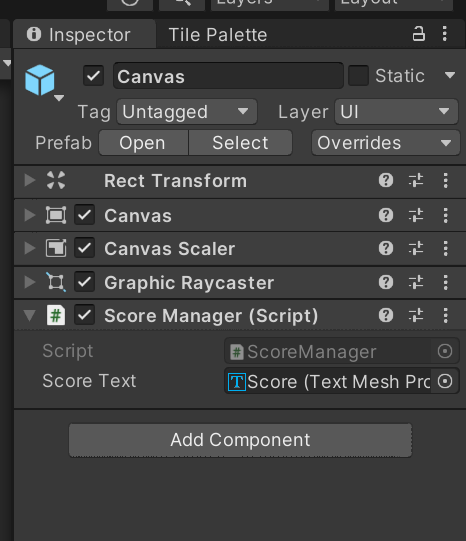 Layers Layout
Inspector Tile Palette
Canvas Static
Tag Untagged Layer UI
Prefab Open Select Overrides
Rect Transform
Canvas
Canvas Scaler
Graphic Raycaster
# Score Manager (Script)
Script # ScoreManager
Score Text T Score (Text Mesh Pro
Add Component